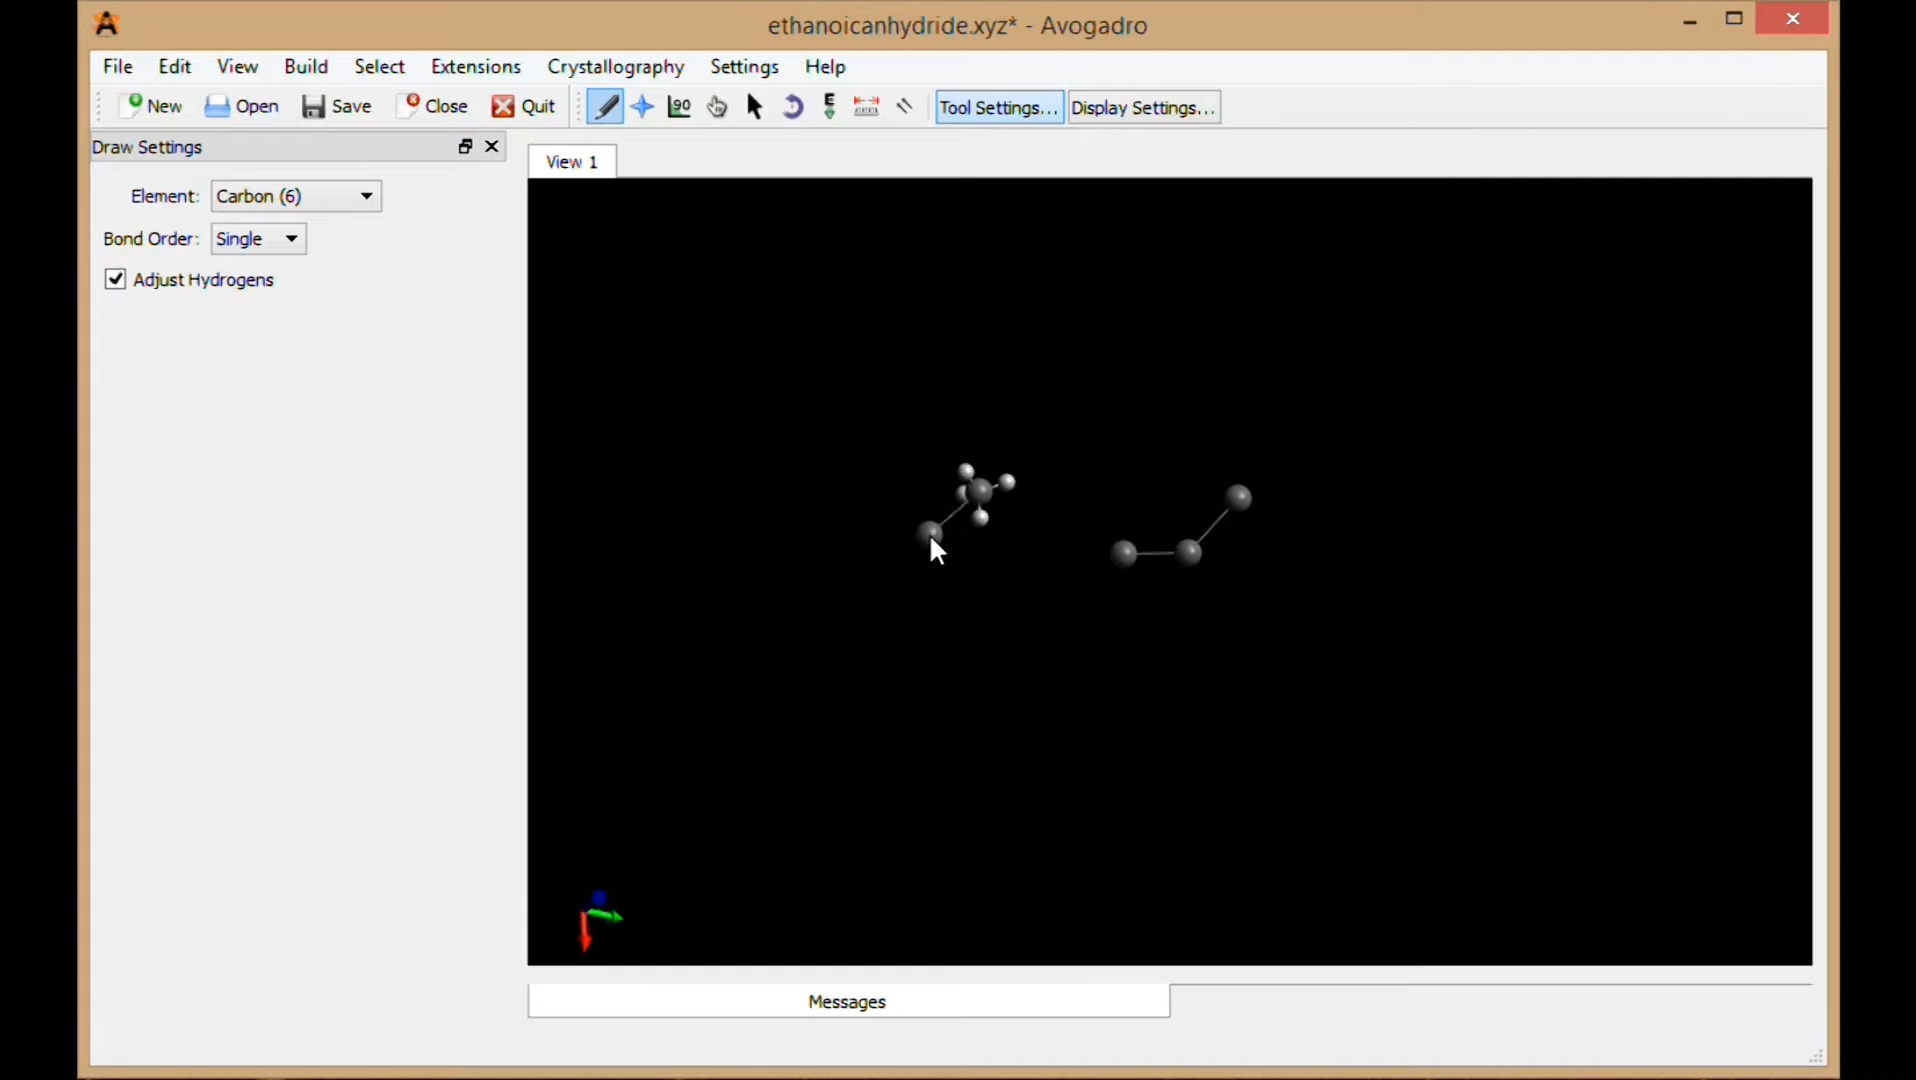 ethanoicanhydride.xyz* - Avogadro
File Edit View Build Select Extensions Crystallography Settings Help
New Open Save Close Quit 90 E Tool Settings... Display Settings...
Draw Settings
View 1
Element: Carbon (6)
Bond Order: Single
Adjust Hydrogens
Messages